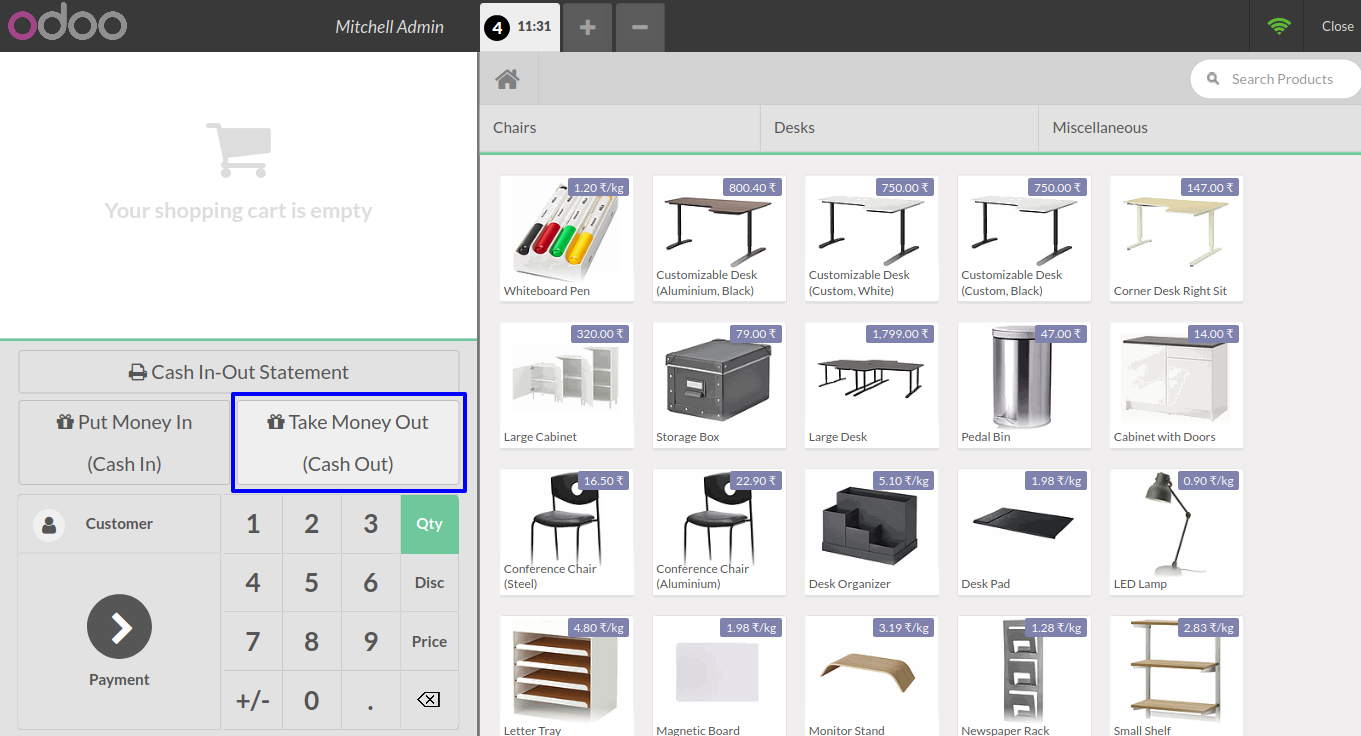 odoo
Mitchell Admin
4 11:31
Close
Search Products
Chairs
Desks
Miscellaneous
Your shopping cart is empty
1.20 ₹/kg
Whiteboard Pen
800.40 ₹
Customizable Desk
(Aluminium, Black)
750.00 ₹
Customizable Desk
(Custom, White)
750.00 ₹
Customizable Desk
(Custom, Black)
147.00 ₹
Corner Desk Right Sit
320.00 ₹
Large Cabinet
79.00 ₹
Storage Box
1,799.00 ₹
Large Desk
47.00 ₹
Pedal Bin
14.00 ₹
Cabinet with Doors
16.50 ₹
Conference Chair
(Steel)
22.90 ₹
Conference Chair
(Aluminium)
5.10 ₹/kg
Desk Organizer
1.98 ₹/kg
Desk Pad
0.90 ₹/kg
LED Lamp
4.80 ₹/kg
Letter Tray
1.98 ₹/kg
Magnetic Board
3.19 ₹/kg
Monitor Stand
1.28 ₹/kg
Newspaper Rack
2.83 ₹/kg
Small Shelf
Cash In-Out Statement
Put Money In
(Cash In)
Take Money Out
(Cash Out)
Customer
Payment
1 2 3 Qty
4 5 6 Disc
7 8 9 Price
+/- 0 .